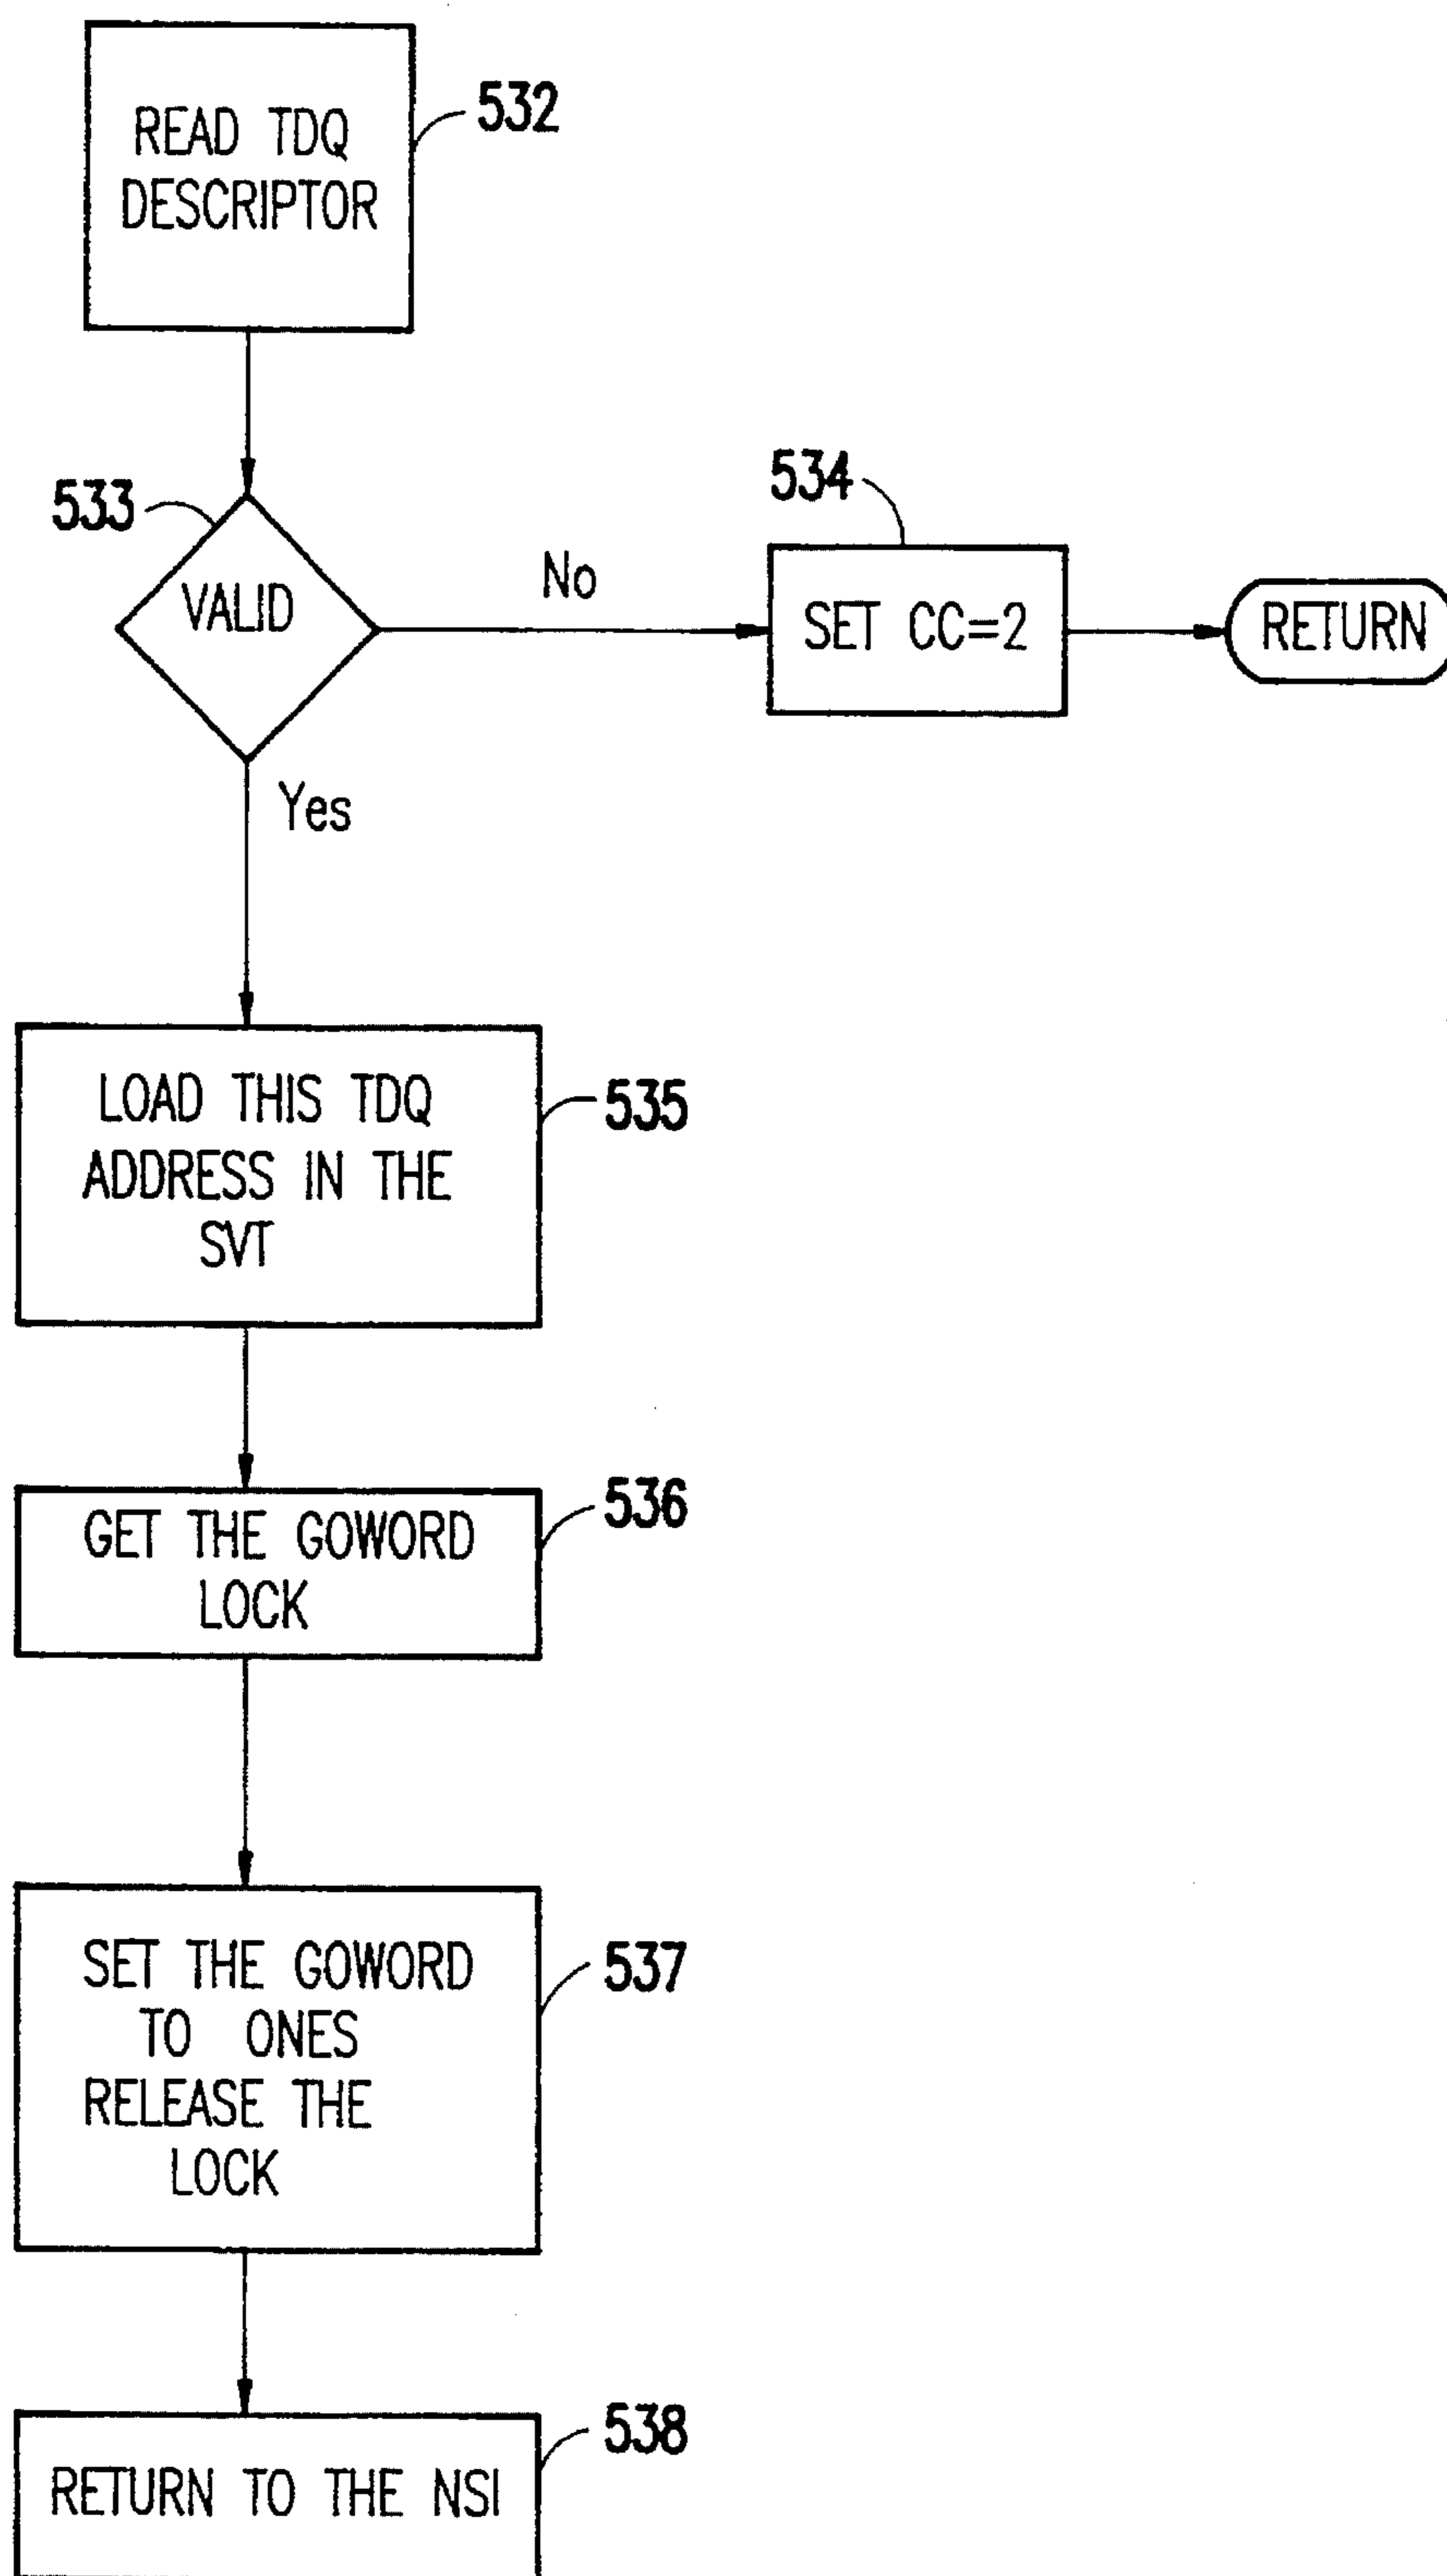 READ TDQ
DESCRIPTOR
532
533
VALID
No
534
SET CC=2
RETURN
Yes
LOAD THIS TDQ
ADDRESS IN THE
SVT
535
GET THE GOWORD
LOCK
536
SET THE GOWORD
TO ONES
RELEASE THE
LOCK
537
RETURN TO THE NSI
538